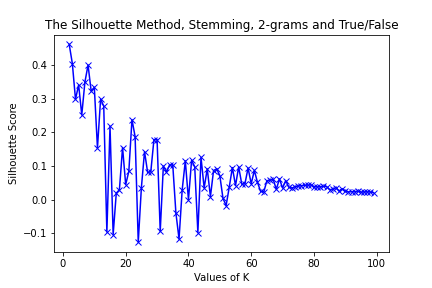 The Silhouette Method, Stemming, 2-grams and True/False
Silhouette Score
0.4
0.3
0.2
0.1
0.0
−0.1
0 20 40 60 80 100
Values of K